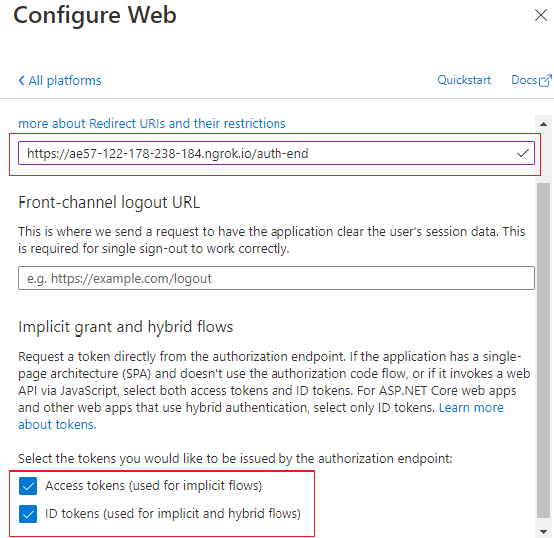 Configure Web
All platforms
Quickstart
Docs
more about Redirect URIs and their restrictions
https://ae57-122-178-238-184.ngrok.io/auth-end
Front-channel logout URL
This is where we send a request to have the application clear the user's session data. This
is required for single sign-out to work correctly.
e.g. https://example.com/logout
Implicit grant and hybrid flows
Request a token directly from the authorization endpoint. If the application has a single-
page architecture (SPA) and doesn't use the authorization code flow, or if it invokes a web
API via JavaScript, select both access tokens and ID tokens. For ASP.NET Core web apps
and other web apps that use hybrid authentication, select only ID tokens. Learn more
about tokens.
Select the tokens you would like to be issued by the authorization endpoint:
Access tokens (used for implicit flows)
ID tokens (used for implicit and hybrid flows)